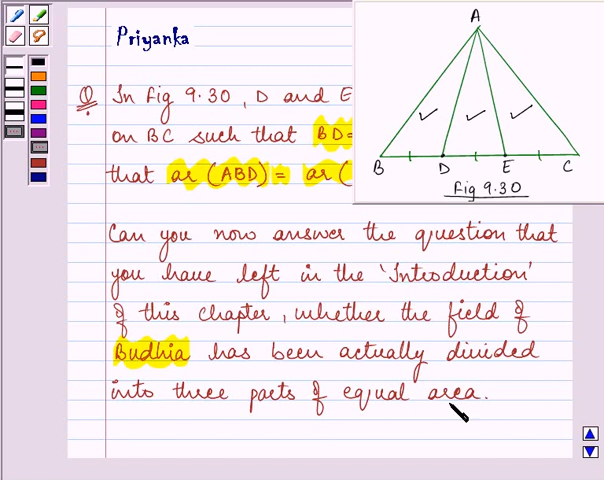 Priyanka
Q In Fig 9.30, D and E
on BC such that BD=
that ar (ABD) = ar (
Can you now answer the question that
you have left in the 'Introduction'
of this chapter, whether the field of
Budhia has been actually divided
into three parts of equal area.
A
B D E C
Fig 9.30